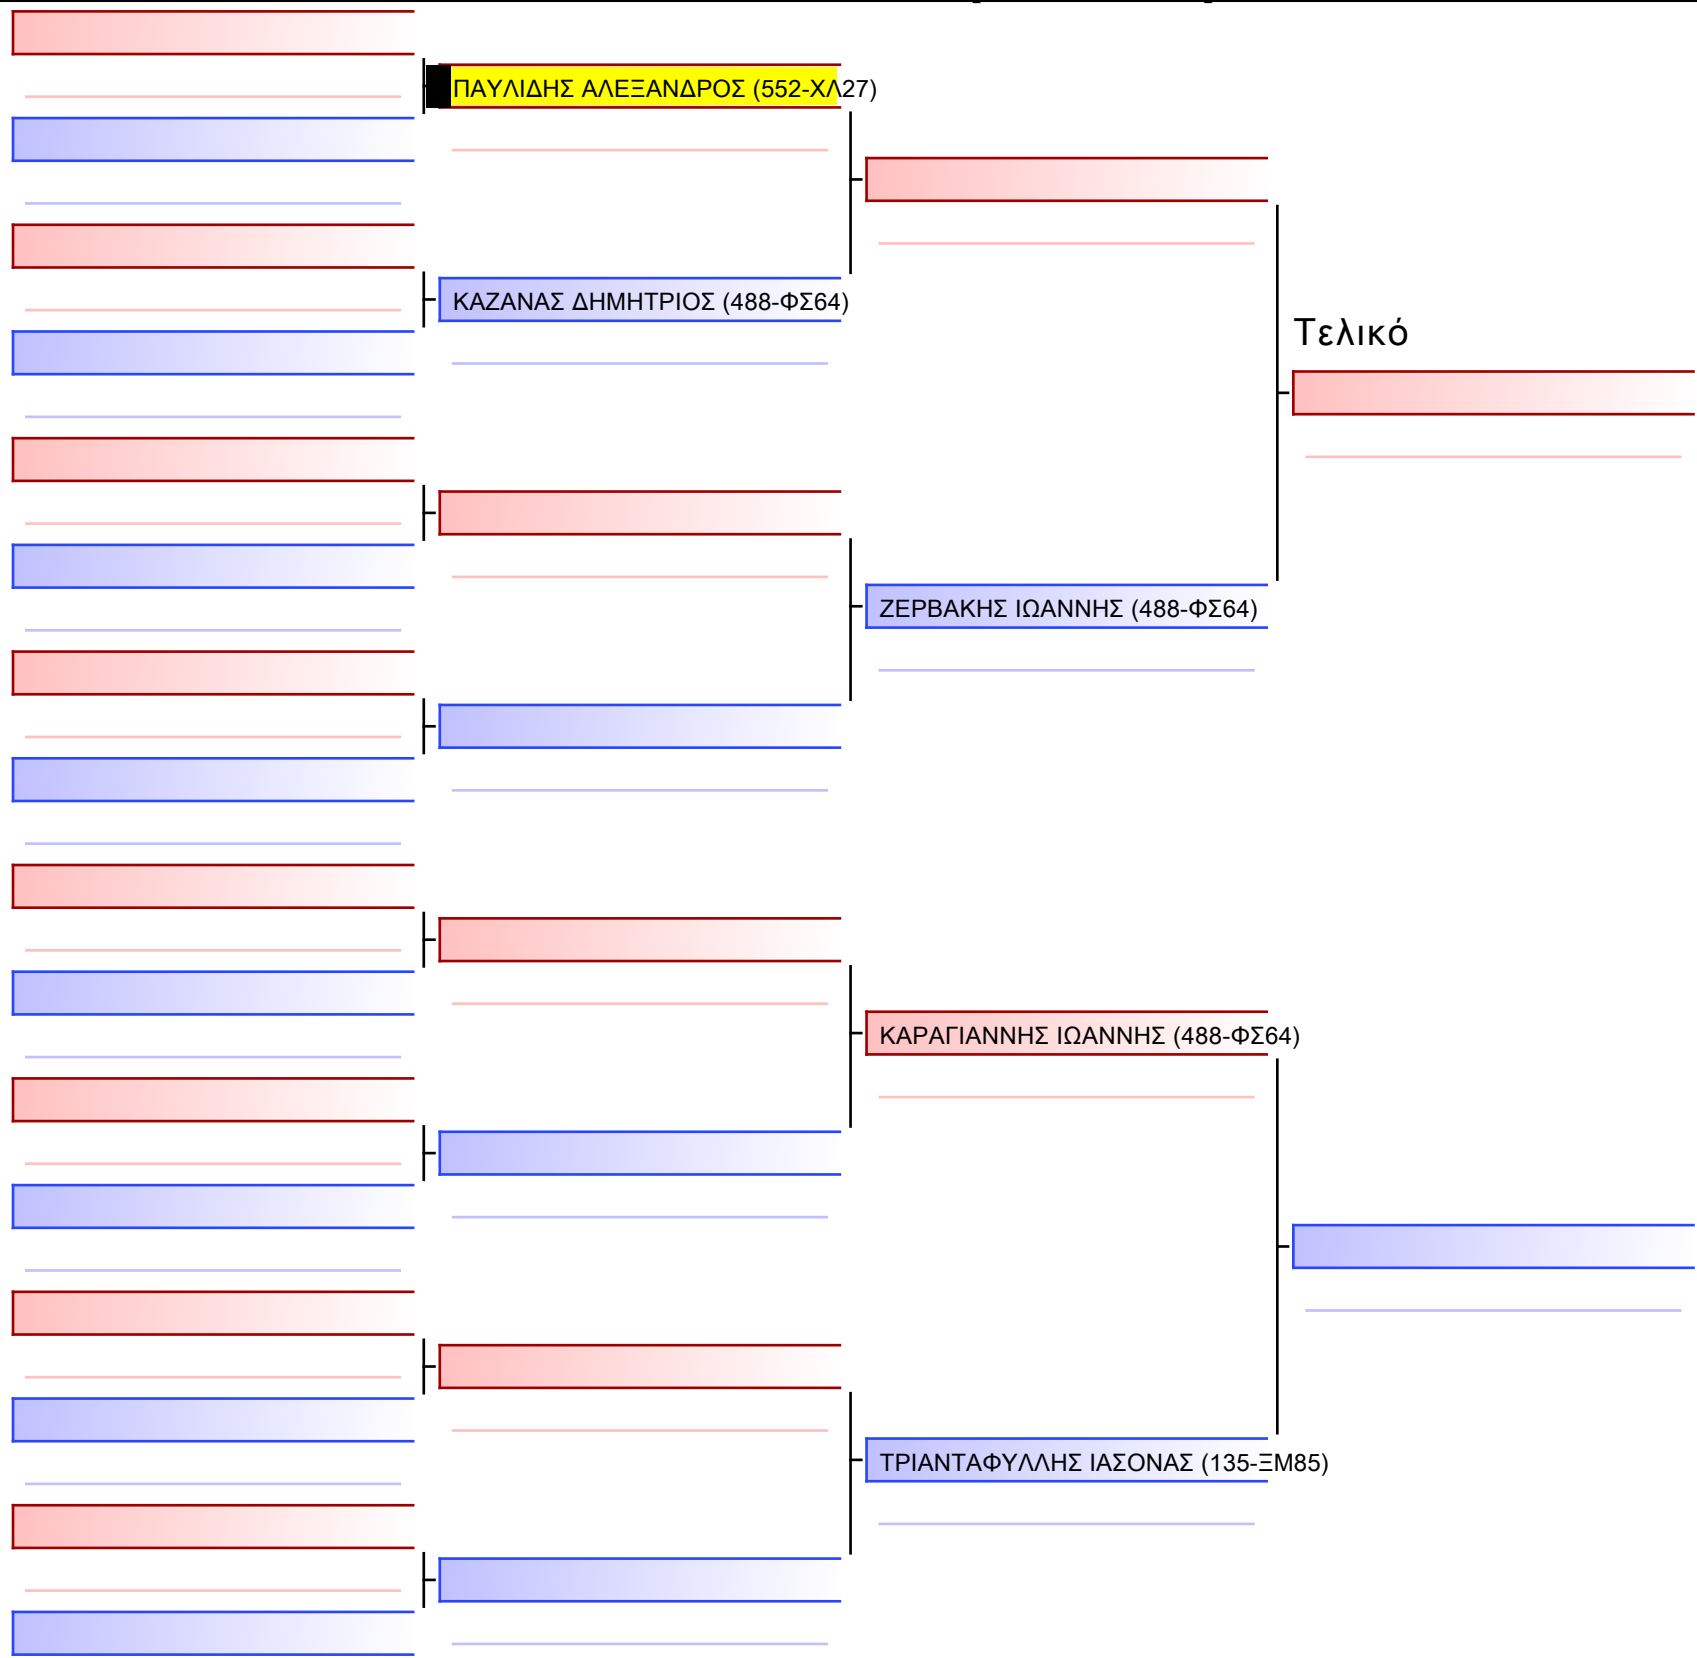 ΠΑΥΛΙΔΗΣ ΑΛΕΞΑΝΔΡΟΣ (552-ΧΛ27)
ΚΑΖΑΝΑΣ ΔΗΜΗΤΡΙΟΣ (488-ΦΣ64)
Τελικό
ΖΕΡΒΑΚΗΣ ΙΩΑΝΝΗΣ (488-ΦΣ64)
ΚΑΡΑΓΙΑΝΝΗΣ ΙΩΑΝΝΗΣ (488-ΦΣ64)
ΤΡΙΑΝΤΑΦΥΛΛΗΣ ΙΑΣΟΝΑΣ (135-ΞΜ85)